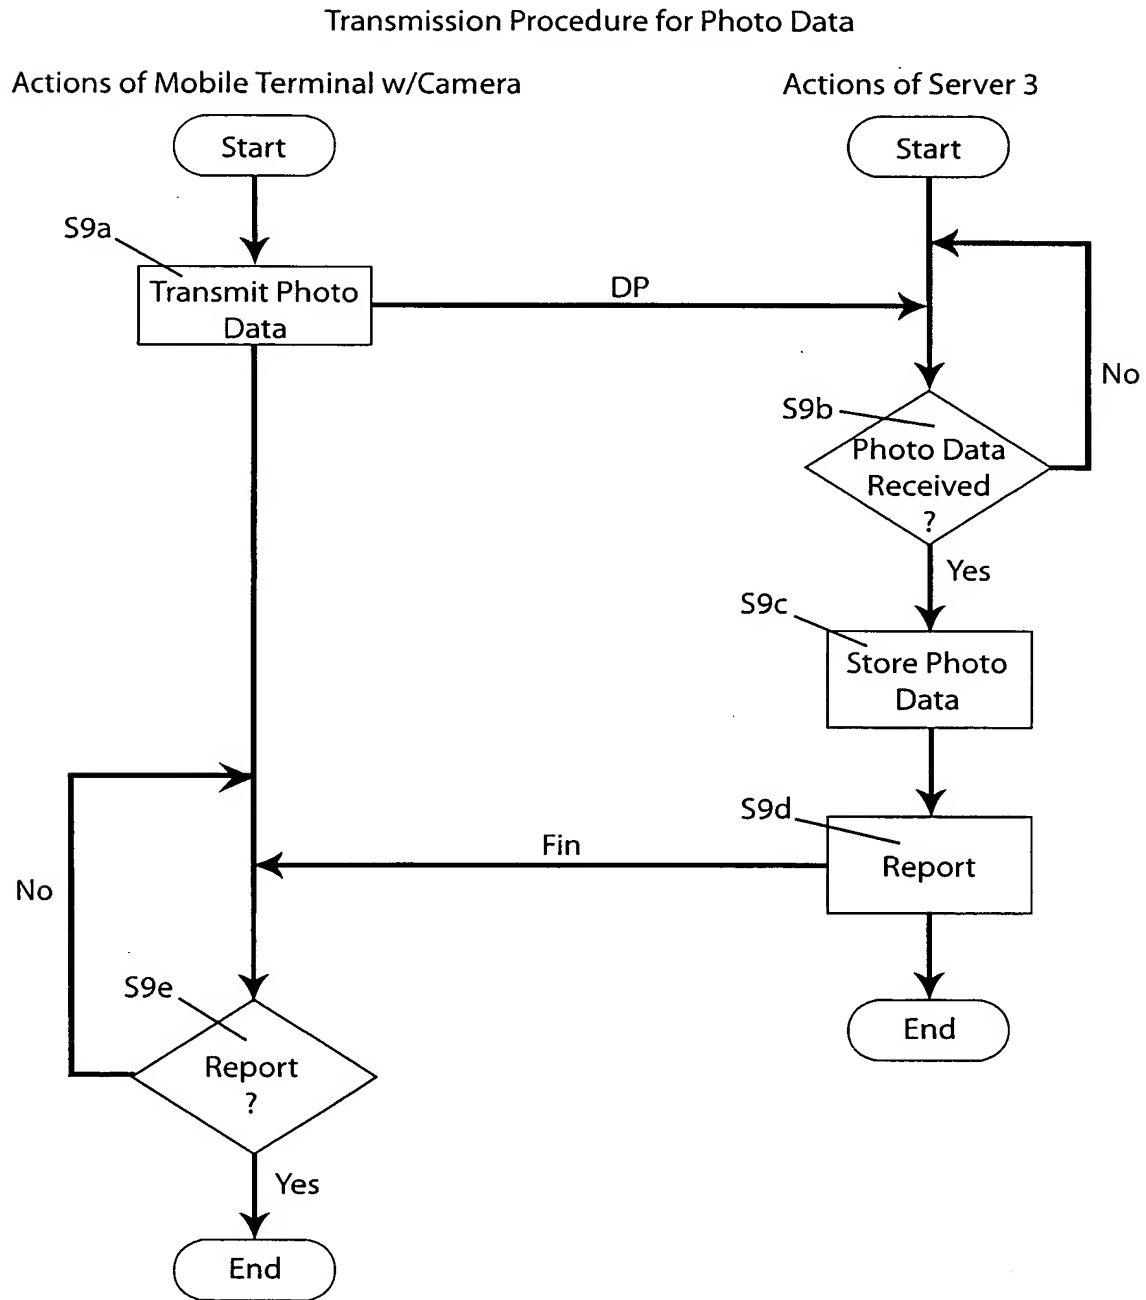 Transmission Procedure for Photo Data
Actions of Mobile Terminal w/Camera
Actions of Server 3
Start
Start
S9a
Transmit Photo
Data
DP
No
S9b
Photo Data
Received
?
Yes
S9c
Store Photo
Data
S9d
Report
Fin
No
S9e
Report
?
End
Yes
End